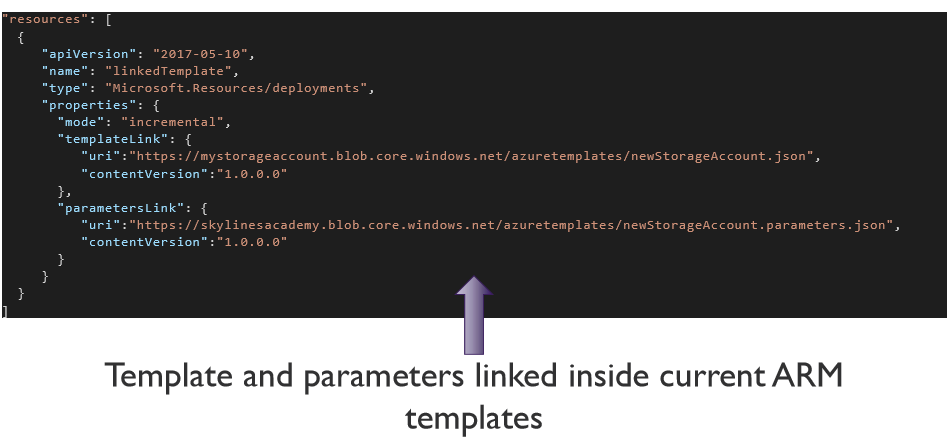 "resources": [
{
"apiVersion": "2017-05-10",
"name": "linkedTemplate",
"type": "Microsoft.Resources/deployments",
"properties": {
"mode": "incremental",
"templateLink": {
"uri":"https://mystorageaccount.blob.core.windows.net/azuretemplates/newStorageAccount.json",
"contentVersion":"1.0.0.0"
},
"parametersLink": {
"uri":"https://skylinesacademy.blob.core.windows.net/azuretemplates/newStorageAccount.parameters.json",
"contentVersion":"1.0.0.0"
}
}
}
]
Template and parameters linked inside current ARM
templates